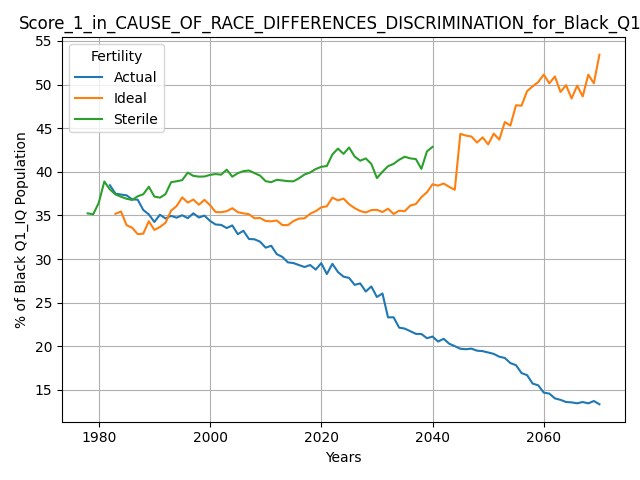 Score_1_in_CAUSE_OF_RACE_DIFFERENCES_DISCRIMINATION_for_Black_Q1
55
50
45
40
35
30
25
20
15
% of Black Q1_IQ Population
Fertility
Actual
Ideal
Sterile
1980 2000 2020 2040 2060
Years